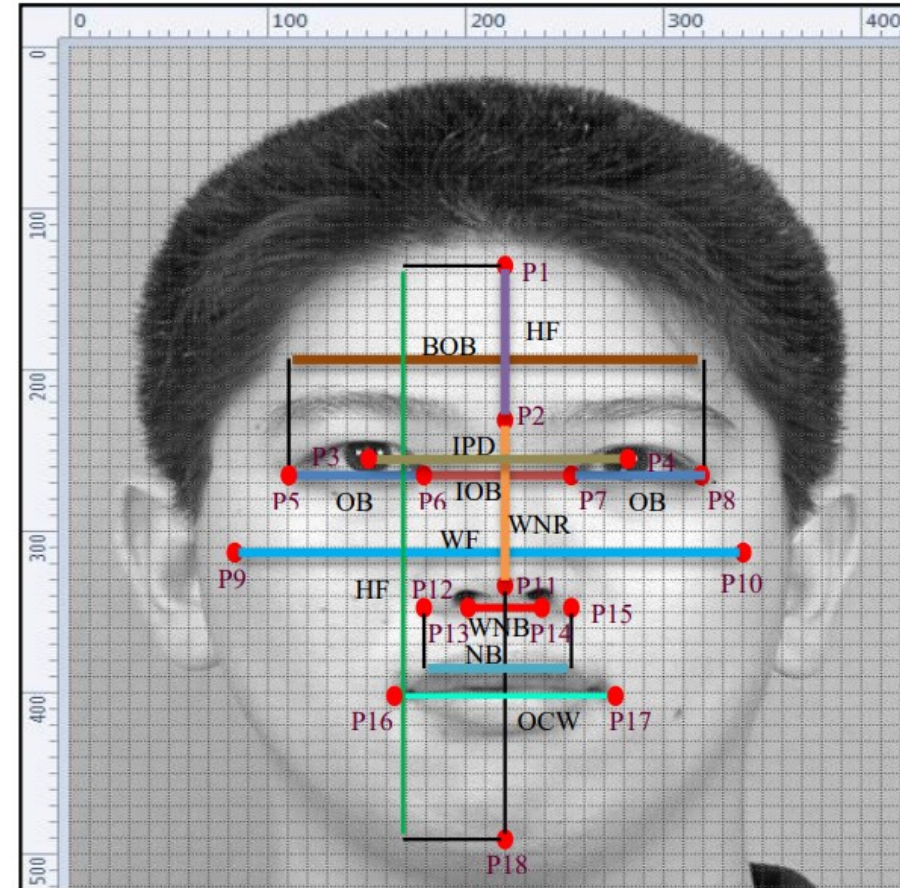 0 100 200 300 400
0
100
P1
HF
BOB
200
P2
IPD
P3 P4
P5 P6 IOB P7 P8
OB OB
WNR
300
WF
P9 P10
HF P12 P11
P15
P13 WNB P14
NB
400
P16 OCW P17
P18
500